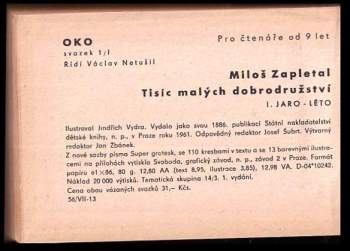 OKO
Pro čtenáře od 9 let
svazek 1/I
Řídí Václav Netušil
Miloš Zapletal
Tisíc malých dobrodružství
I. JARO - LÉTO
Ilustroval Jindřich Vydra. Vydalo jako svou 1886. publikaci Státní nakladatelství
dětské knihy, n. p., v Praze roku 1961. Odpovědný redaktor Josef Šubrt. Výtvarný
redaktor Jan Zbánek.
Z nové sazby písma Super grotesk, se 110 kresbami v textu a se 13 barevnými ilustra-
cemi na přílohách vytiskla Svoboda, grafický závod, n. p., závod 2 v Praze. Formát
papíru 61×86, 80 g. 12,80 AA (text 8,95, ilustrace 3,85), 12,98 VA. D-04*10242.
Náklad 20 000 výtisků. Tematická skupina 14/3. 1. vydání.
Cena obou vázaných svazků 31,— Kčs.
56/VII-13